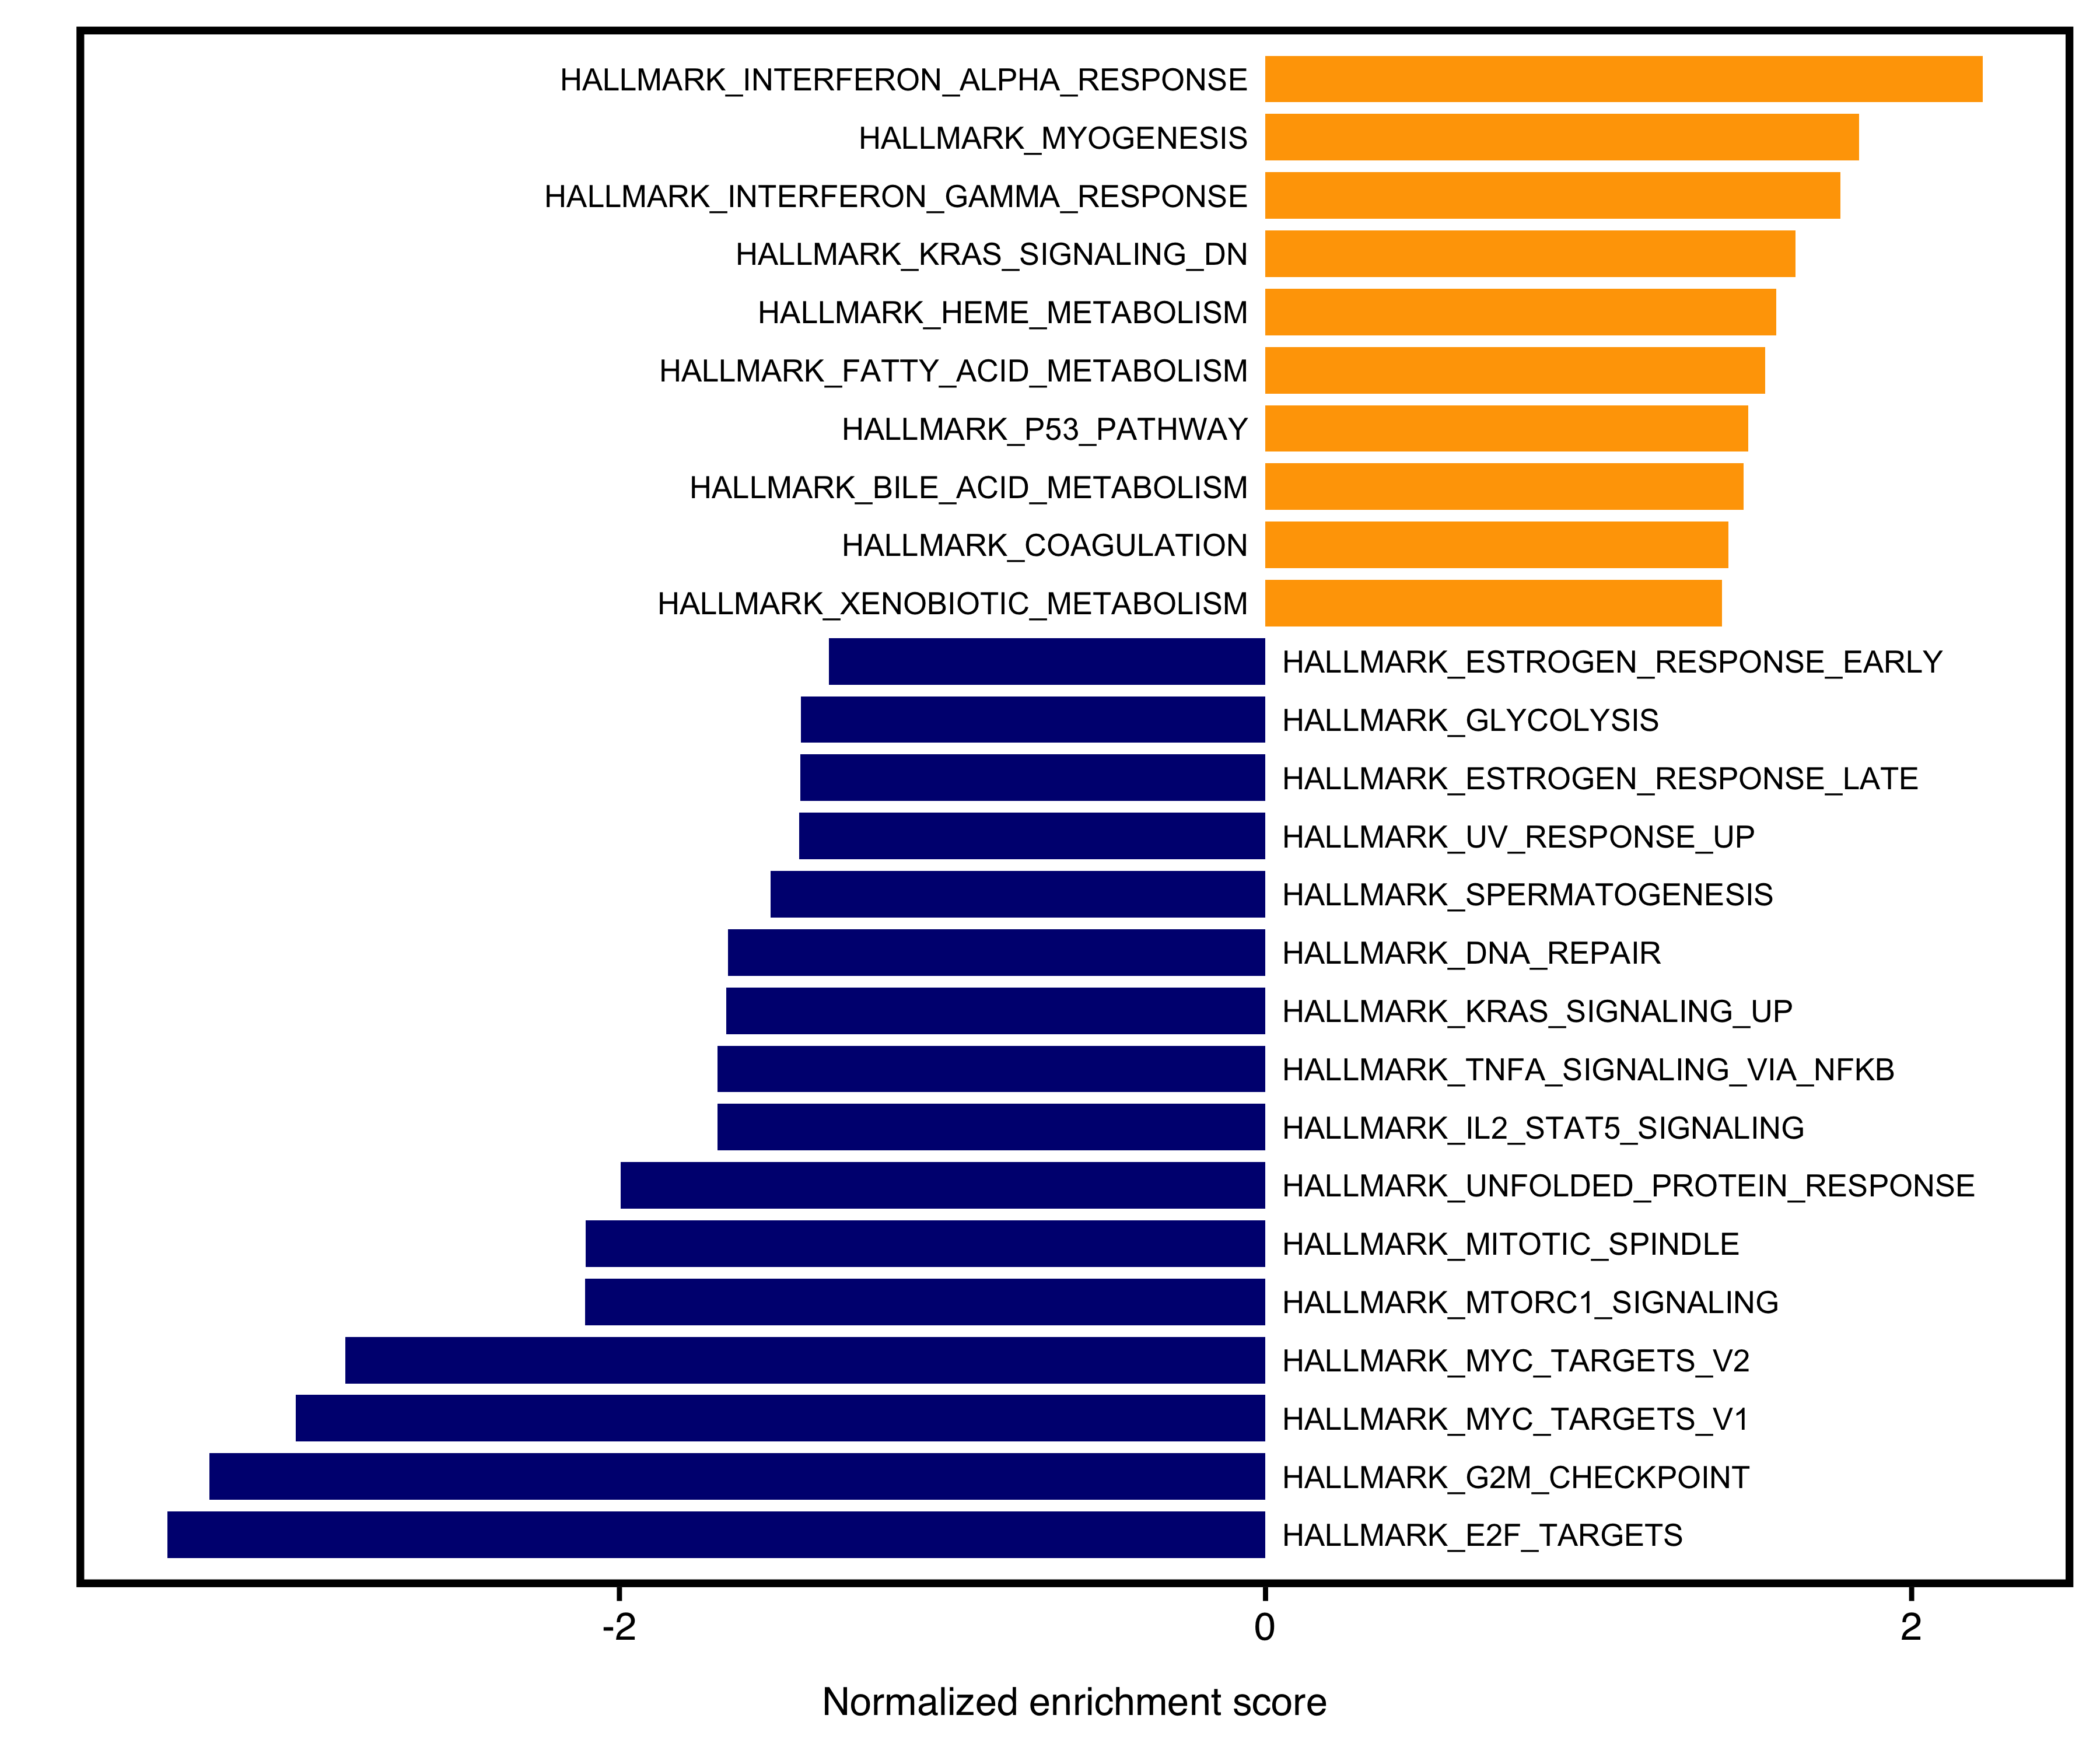 HALLMARK_INTERFERON_ALPHA_RESPONSE
HALLMARK_MYOGENESIS
HALLMARK_INTERFERON_GAMMA_RESPONSE
HALLMARK_KRAS_SIGNALING_DN
HALLMARK_HEME_METABOLISM
HALLMARK_FATTY_ACID_METABOLISM
HALLMARK_P53_PATHWAY
HALLMARK_BILE_ACID_METABOLISM
HALLMARK_COAGULATION
HALLMARK_XENOBIOTIC_METABOLISM
HALLMARK_ESTROGEN_RESPONSE_EARLY
HALLMARK_GLYCOLYSIS
HALLMARK_ESTROGEN_RESPONSE_LATE
HALLMARK_UV_RESPONSE_UP
HALLMARK_SPERMATOGENESIS
HALLMARK_DNA_REPAIR
HALLMARK_KRAS_SIGNALING_UP
HALLMARK_TNFA_SIGNALING_VIA_NFKB
HALLMARK_IL2_STAT5_SIGNALING
HALLMARK_UNFOLDED_PROTEIN_RESPONSE
HALLMARK_MITOTIC_SPINDLE
HALLMARK_MTORC1_SIGNALING
HALLMARK_MYC_TARGETS_V2
HALLMARK_MYC_TARGETS_V1
HALLMARK_G2M_CHECKPOINT
HALLMARK_E2F_TARGETS
-2 0 2
Normalized enrichment score